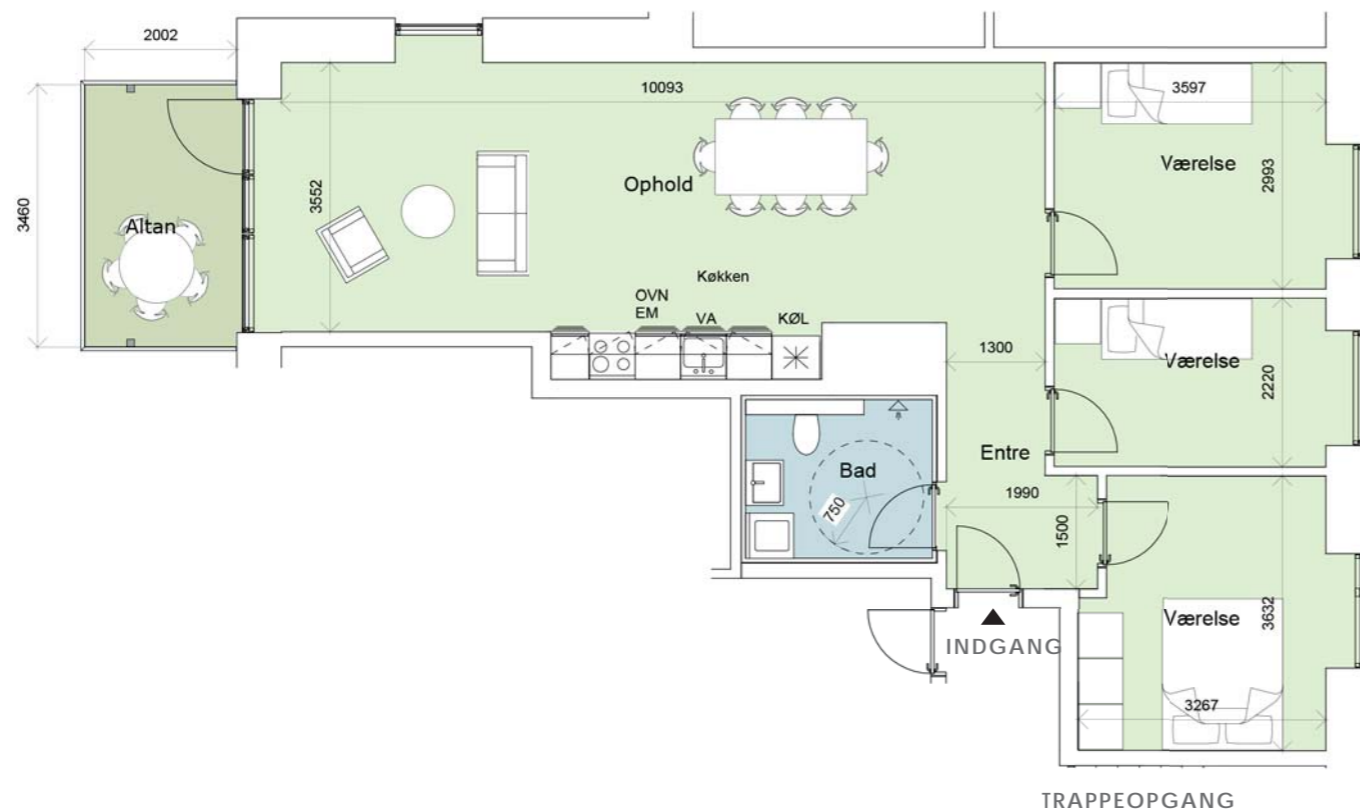 2002
10093
3597
Værelse
2993
3460
3552
Ophold
Altan
Køkken
OVN
EM
VA
KØL
1300
Værelse
2220
Entre
Bad
1990
750
1500
Værelse
3632
INDGANG
3267
TRAPPEOPGANG